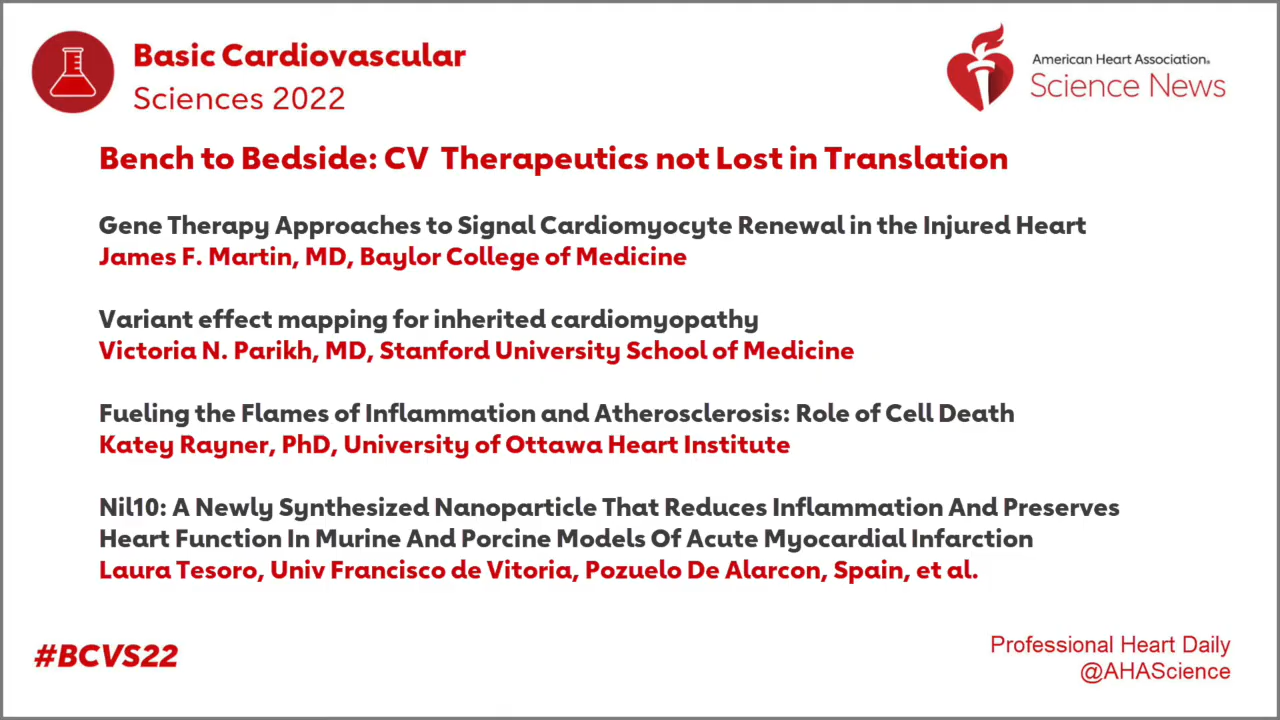 Basic Cardiovascular
Sciences 2022
American Heart Association®
Science News
Bench to Bedside: CV Therapeutics not Lost in Translation
Gene Therapy Approaches to Signal Cardiomyocyte Renewal in the Injured Heart
James F. Martin, MD, Baylor College of Medicine
Variant effect mapping for inherited cardiomyopathy
Victoria N. Parikh, MD, Stanford University School of Medicine
Fueling the Flames of Inflammation and Atherosclerosis: Role of Cell Death
Katey Rayner, PhD, University of Ottawa Heart Institute
Nil10: A Newly Synthesized Nanoparticle That Reduces Inflammation And Preserves
Heart Function In Murine And Porcine Models Of Acute Myocardial Infarction
Laura Tesoro, Univ Francisco de Vitoria, Pozuelo De Alarcon, Spain, et al.
#BCVS22
Professional Heart Daily
@AHAScience